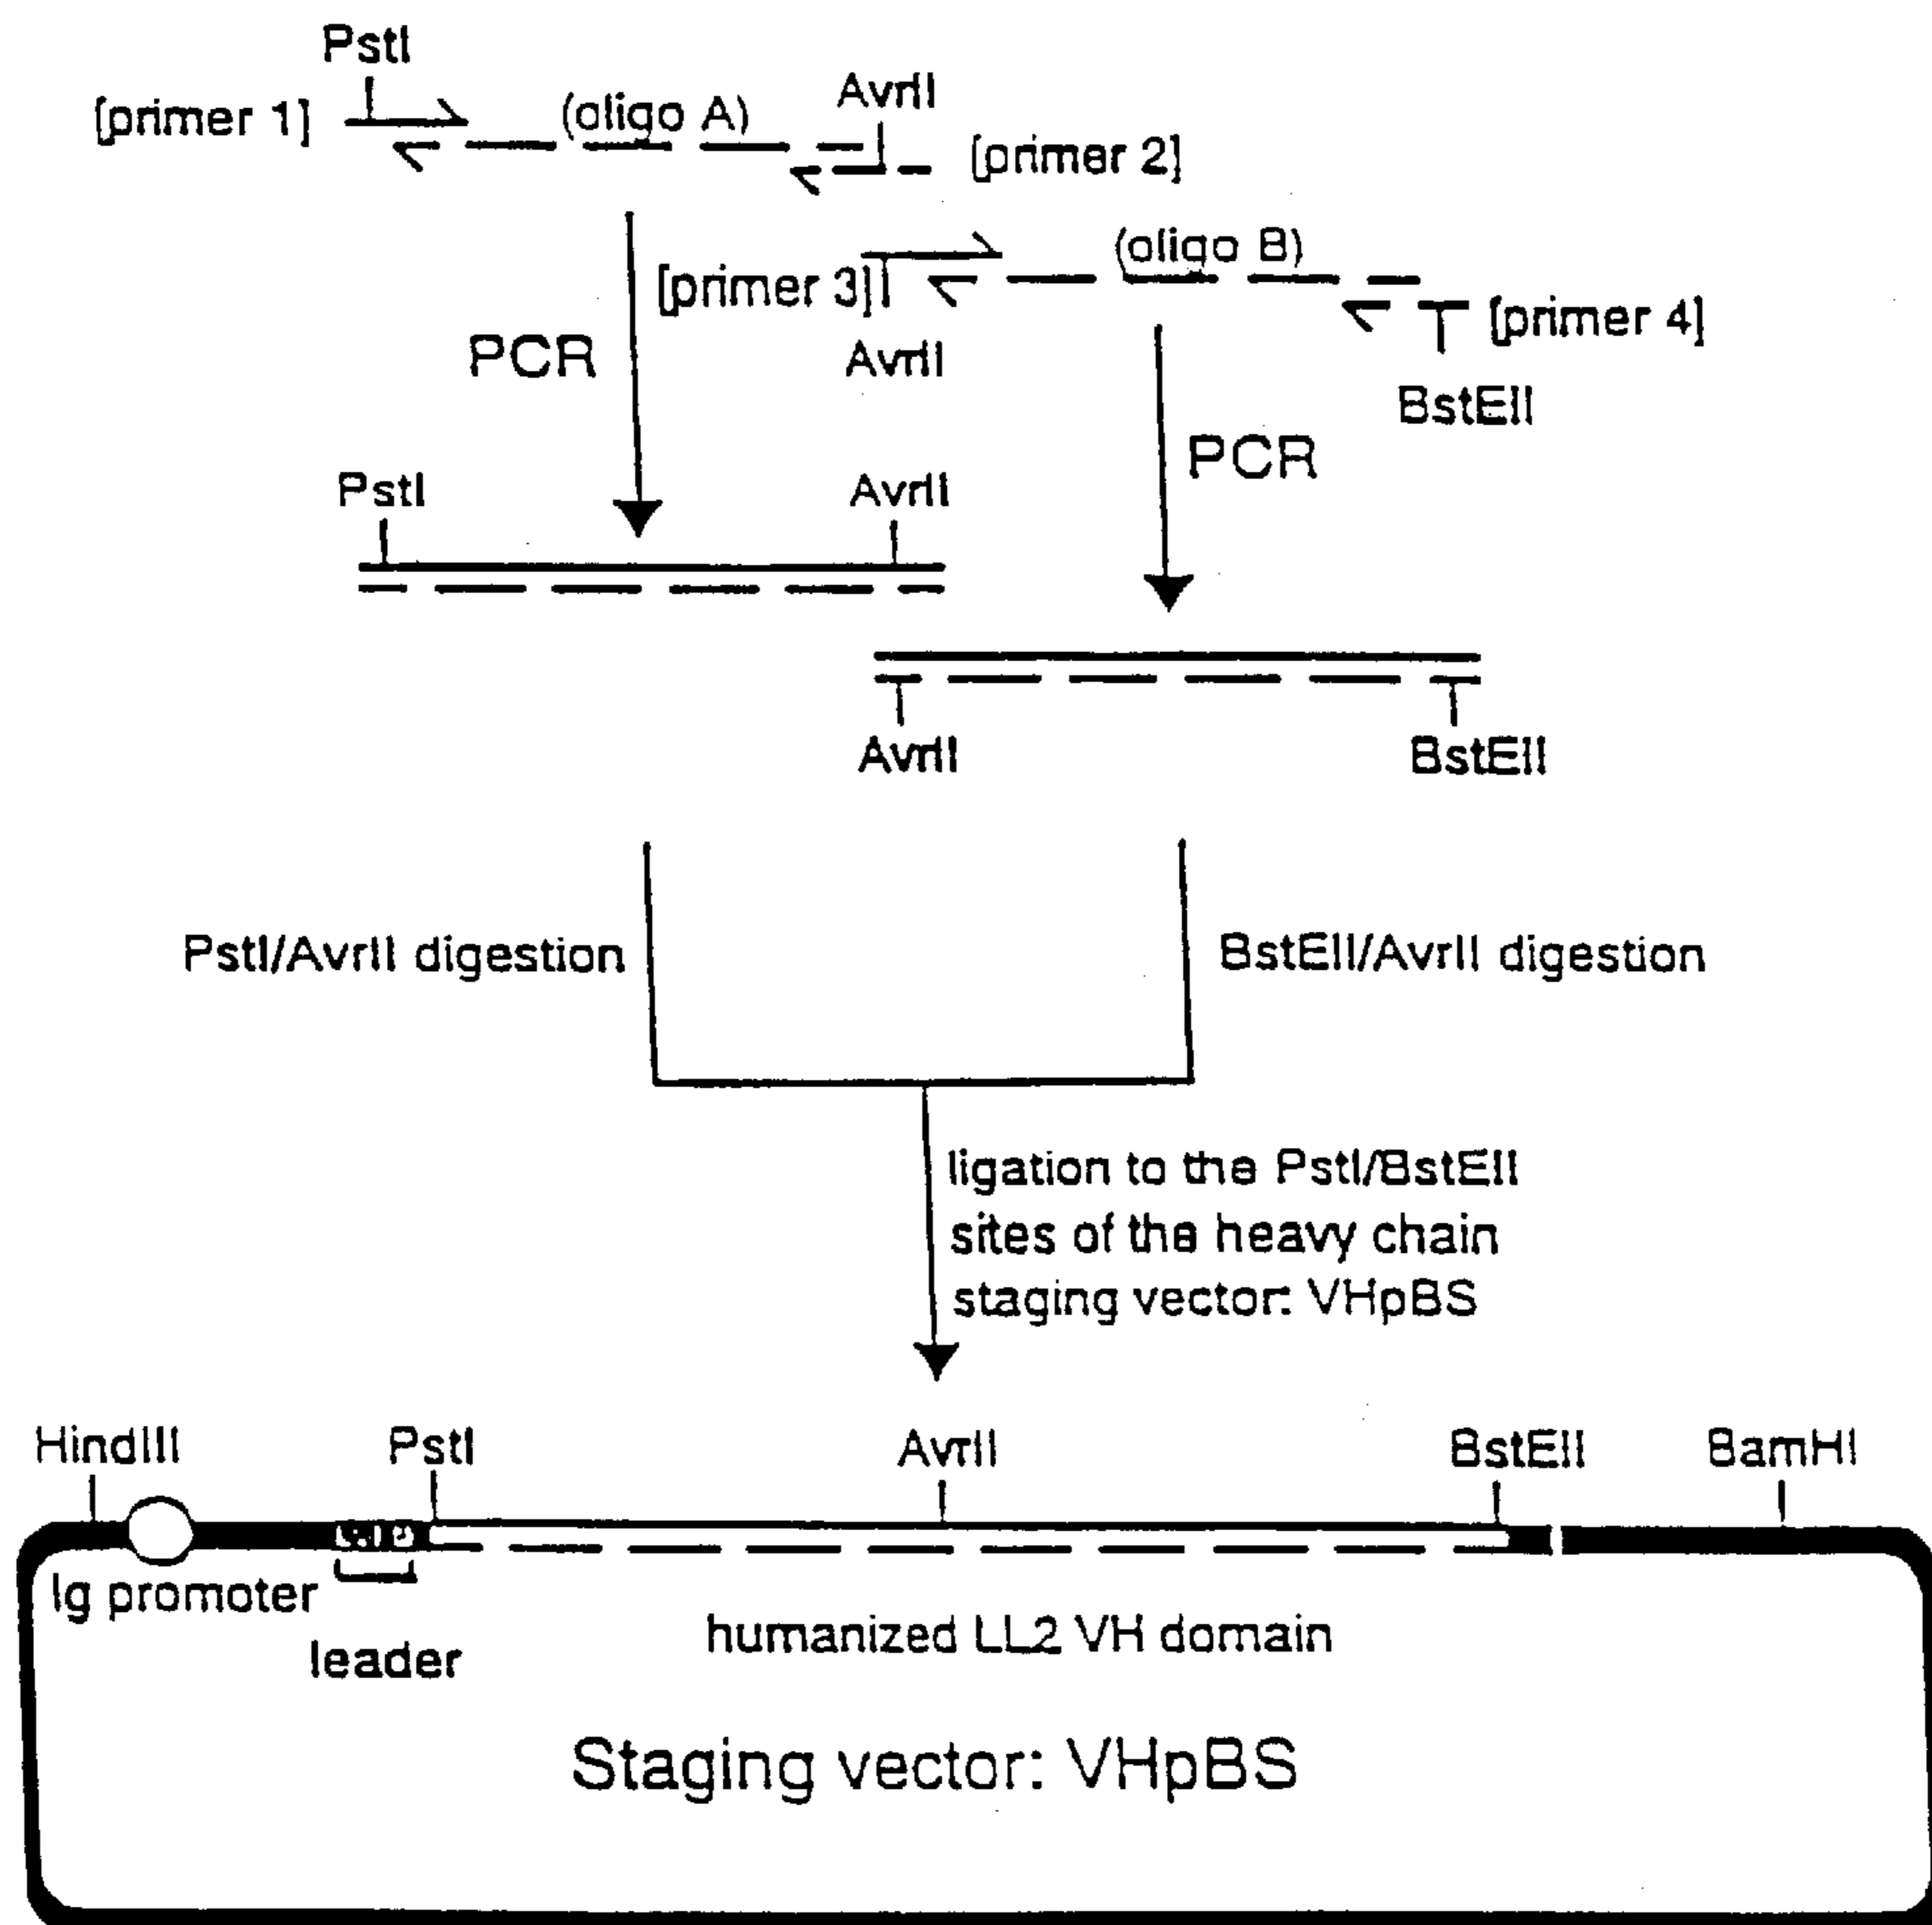 PstI
[primer 1]
(oligo A)
AvrII
[primer 2]
(oligo B)
[primer 3]
[primer 4]
PCR
AvrII
BstEII
PCR
PstI
AvrII
AvrII
BstEII
PstI/AvrII digestion
BstEII/AvrII digestion
ligation to the PstI/BstEII
sites of the heavy chain
staging vector: VHpBS
HindIII
PstI
AvrII
BstEII
BamHI
Ig promoter
leader
humanized LL2 VH domain
Staging vector: VHpBS